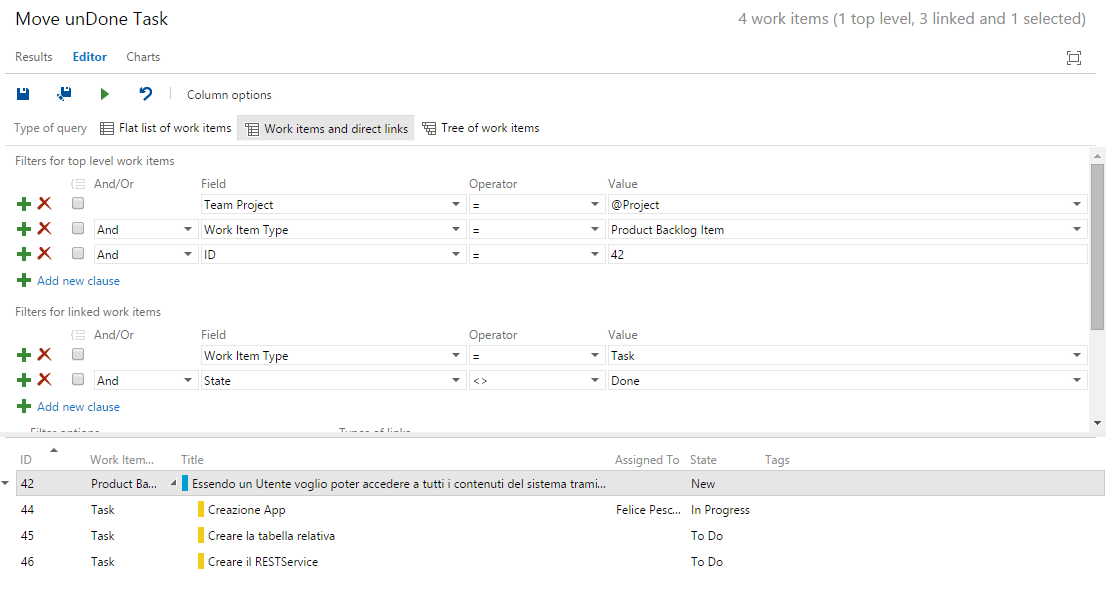 Move unDone Task
4 work items (1 top level, 3 linked and 1 selected)
Results Editor Charts
Column options
Type of query Flat list of work items Work items and direct links Tree of work items
Filters for top level work items
And/Or Field Operator Value
Team Project = @Project
And Work Item Type = Product Backlog Item
And ID = 42
Add new clause
Filters for linked work items
And/Or Field Operator Value
Work Item Type = Task
And State <> Done
Add new clause
Filter options Types of links
ID Work Item... Title Assigned To State Tags
42 Product Ba... Essendo un Utente voglio poter accedere a tutti i contenuti del sistema trami... New
44 Task Creazione App Felice Pesc... In Progress
45 Task Creare la tabella relativa To Do
46 Task Creare il RESTService To Do